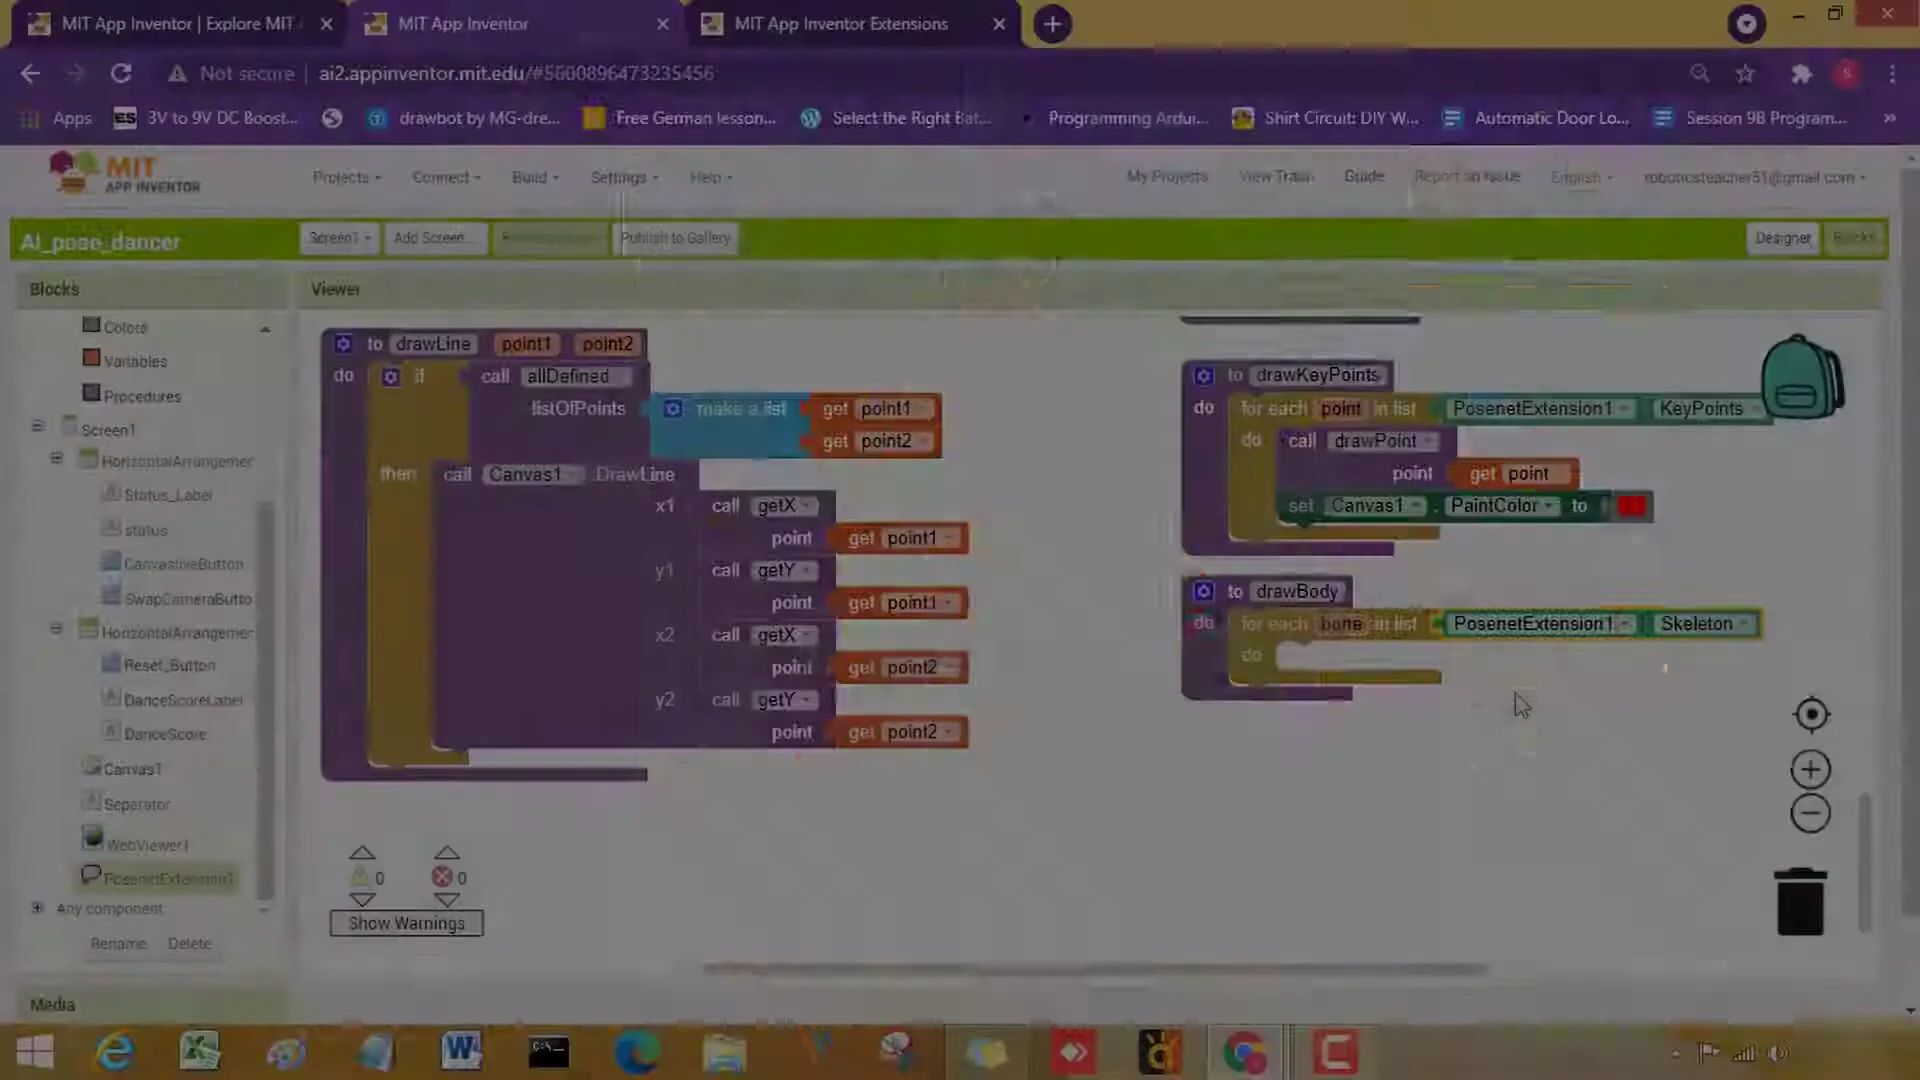 MIT App Inventor | Explore MIT
MIT App Inventor
MIT App Inventor Extensions
Not secure
ai2.appinventor.mit.edu/#5600896473235456
S
Apps
ES
3V to 9V DC Boost...
drawbot by MG-dre...
Free German lesson...
Select the Right Bat...
Programming Ardui...
Shirt Circuit: DIY W...
Automatic Door Lo...
Session 9B Program...
»
MIT
APP INVENTOR
Projects
Connect
Build
Settings
Help
My Projects
View Trash
Guide
Report an Issue
English
roboticsteacher51@gmail.com
AI_pose_dancer
Screen1
Add Screen...
Publish to Gallery
Designer
Blocks
Blocks
Viewer
Colors
Variables
Procedures
Screen1
HorizontalArrangemen
Status_Label
status
SwapCameraButto
HorizontalArrangemen
Reset_Button
DanceScoreLabel
DanceScore
Canvas1
Seperator
WebViewer1
PosenetExtension1
Any component
Rename
Delete
Media
to drawLine point1 point2
do if call allDefined
listOfPoints make a list get point1
get point2
then call Canvas1 .DrawLine
x1 call getX
point get point1
y1 call getY
point get point1
x2 call getX
point get point2
y2 call getY
point get point2
0
0
Show Warnings
to drawKeyPoints
do for each point in list PosenetExtension1 . KeyPoints
do call drawPoint
point get point
set Canvas1 . PaintColor to
to drawBody
do for each bone in list PosenetExtension1 . Skeleton
do